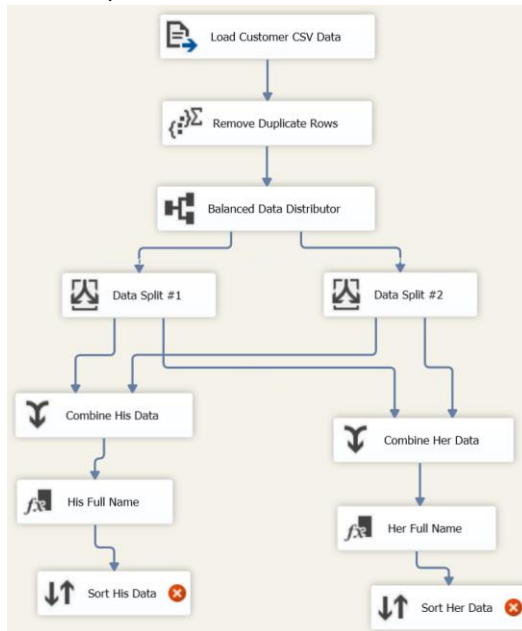 Load Customer CSV Data
Remove Duplicate Rows
Balanced Data Distributor
Data Split #1
Data Split #2
Combine His Data
Combine Her Data
His Full Name
Her Full Name
Sort His Data
Sort Her Data